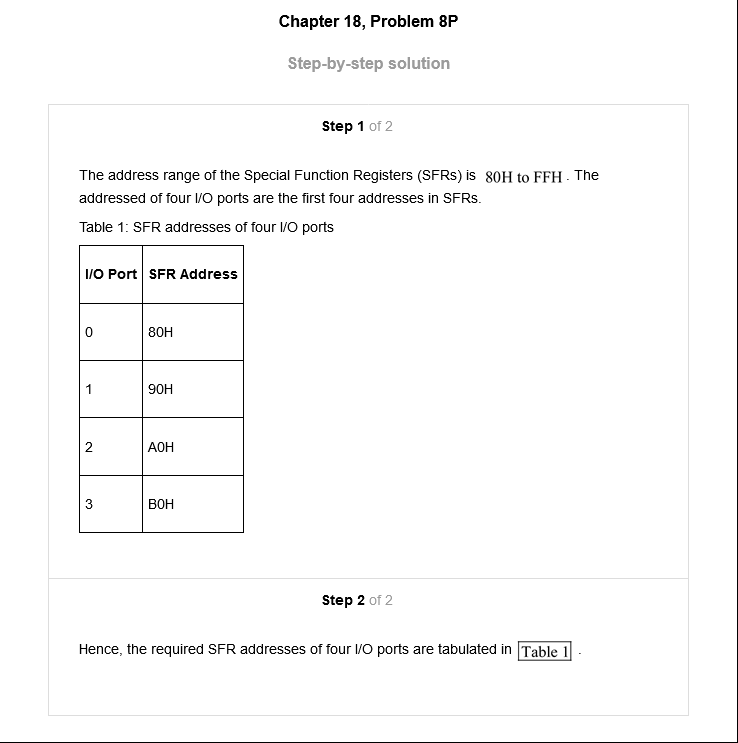 Chapter 18, Problem 8P
Step-by-step solution
Step 1 of 2
The address range of the Special Function Registers (SFRs) is 80H to FFH . The
addressed of four I/O ports are the first four addresses in SFRs.
Table 1: SFR addresses of four I/O ports
I/O Port SFR Address
0 80H
1 90H
2 A0H
3 B0H
Step 2 of 2
Hence, the required SFR addresses of four I/O ports are tabulated in Table 1 .